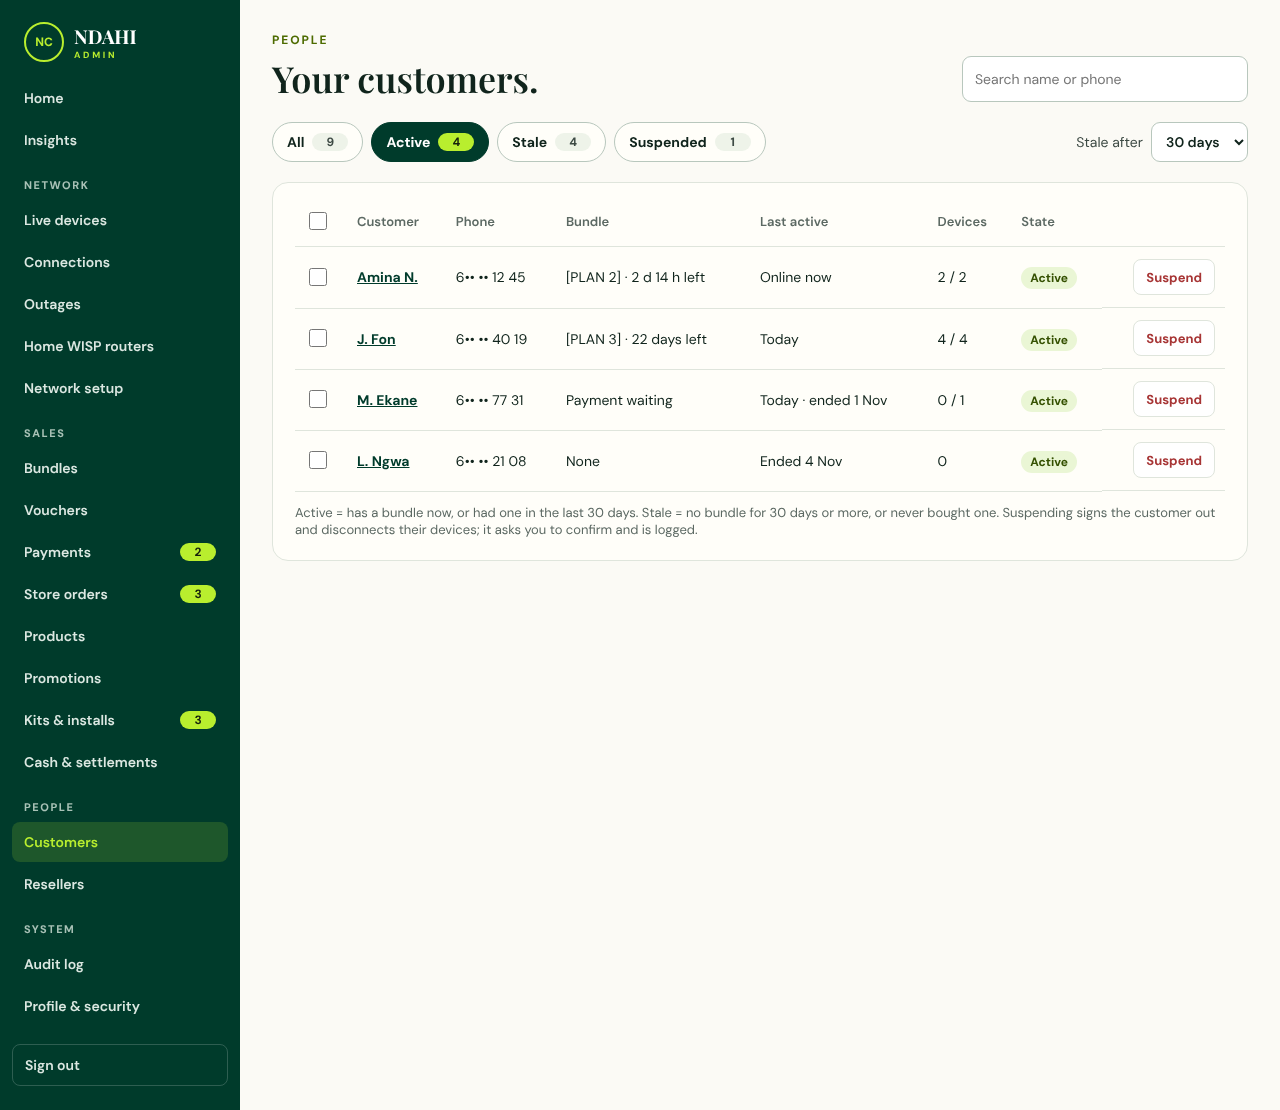 NC
NDAHI
ADMIN
Home
Insights
NETWORK
Live devices
Connections
Outages
Home WISP routers
Network setup
SALES
Bundles
Vouchers
Payments 2
Store orders 3
Products
Promotions
Kits & installs 3
Cash & settlements
PEOPLE
Customers
Resellers
SYSTEM
Audit log
Profile & security
Sign out
PEOPLE
Your customers.
Search name or phone
All 9 Active 4 Stale 4 Suspended 1 Stale after 30 days
Customer Phone Bundle Last active Devices State
Amina N. 6•• •• 12 45 [PLAN 2] · 2 d 14 h left Online now 2 / 2 Active Suspend
J. Fon 6•• •• 40 19 [PLAN 3] · 22 days left Today 4 / 4 Active Suspend
M. Ekane 6•• •• 77 31 Payment waiting Today · ended 1 Nov 0 / 1 Active Suspend
L. Ngwa 6•• •• 21 08 None Ended 4 Nov 0 Active Suspend
Active = has a bundle now, or had one in the last 30 days. Stale = no bundle for 30 days or more, or never bought one. Suspending signs the customer out
and disconnects their devices; it asks you to confirm and is logged.